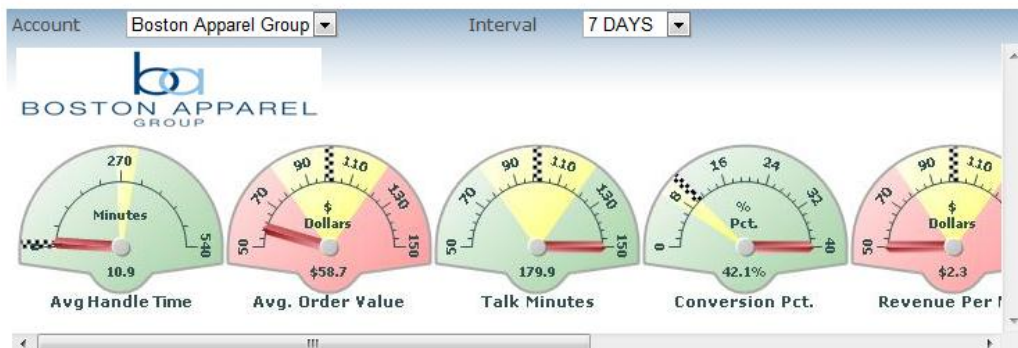 Account Boston Apparel Group Interval 7 DAYS
ba
BOSTON APPAREL
GROUP
270 540 Minutes 10.9
50 70 90 110 130 150 $ Dollars $58.7
50 70 90 110 130 150 179.9
0 8 16 24 32 40 % Pct. 42.1%
50 70 90 110 $ Dollars $2.3
Avg Handle Time Avg. Order Value Talk Minutes Conversion Pct. Revenue Per